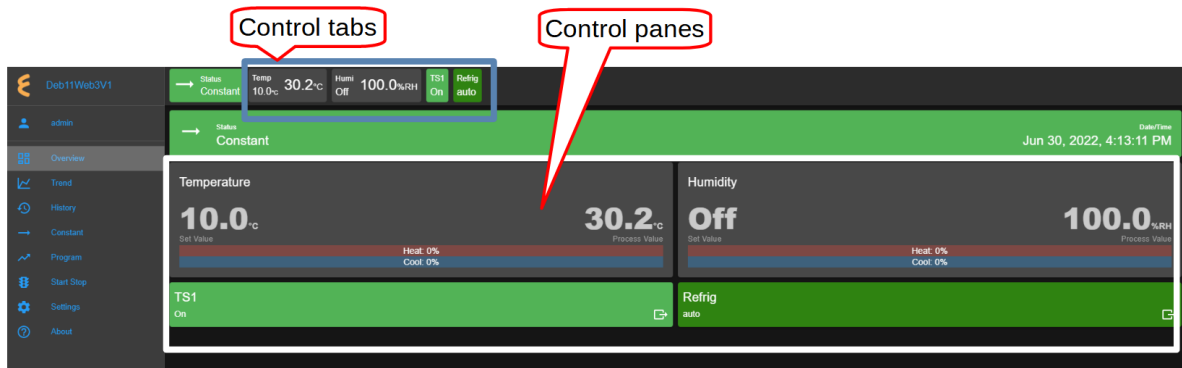 Control tabs
Control panes
Deb11Web3V1
Status
Constant
Temp
10.0°C
30.2°C
Humi
Off
100.0%RH
TS1
On
Refrig
auto
admin
Status
Constant
Date/Time
Jun 30, 2022, 4:13:11 PM
Overview
Trend
History
Constant
Program
Start Stop
Settings
About
Temperature
10.0°C
Set Value
30.2°C
Process Value
Heat: 0%
Cool: 0%
Humidity
Off
Set Value
100.0%RH
Process Value
Heat: 0%
Cool: 0%
TS1
On
Refrig
auto